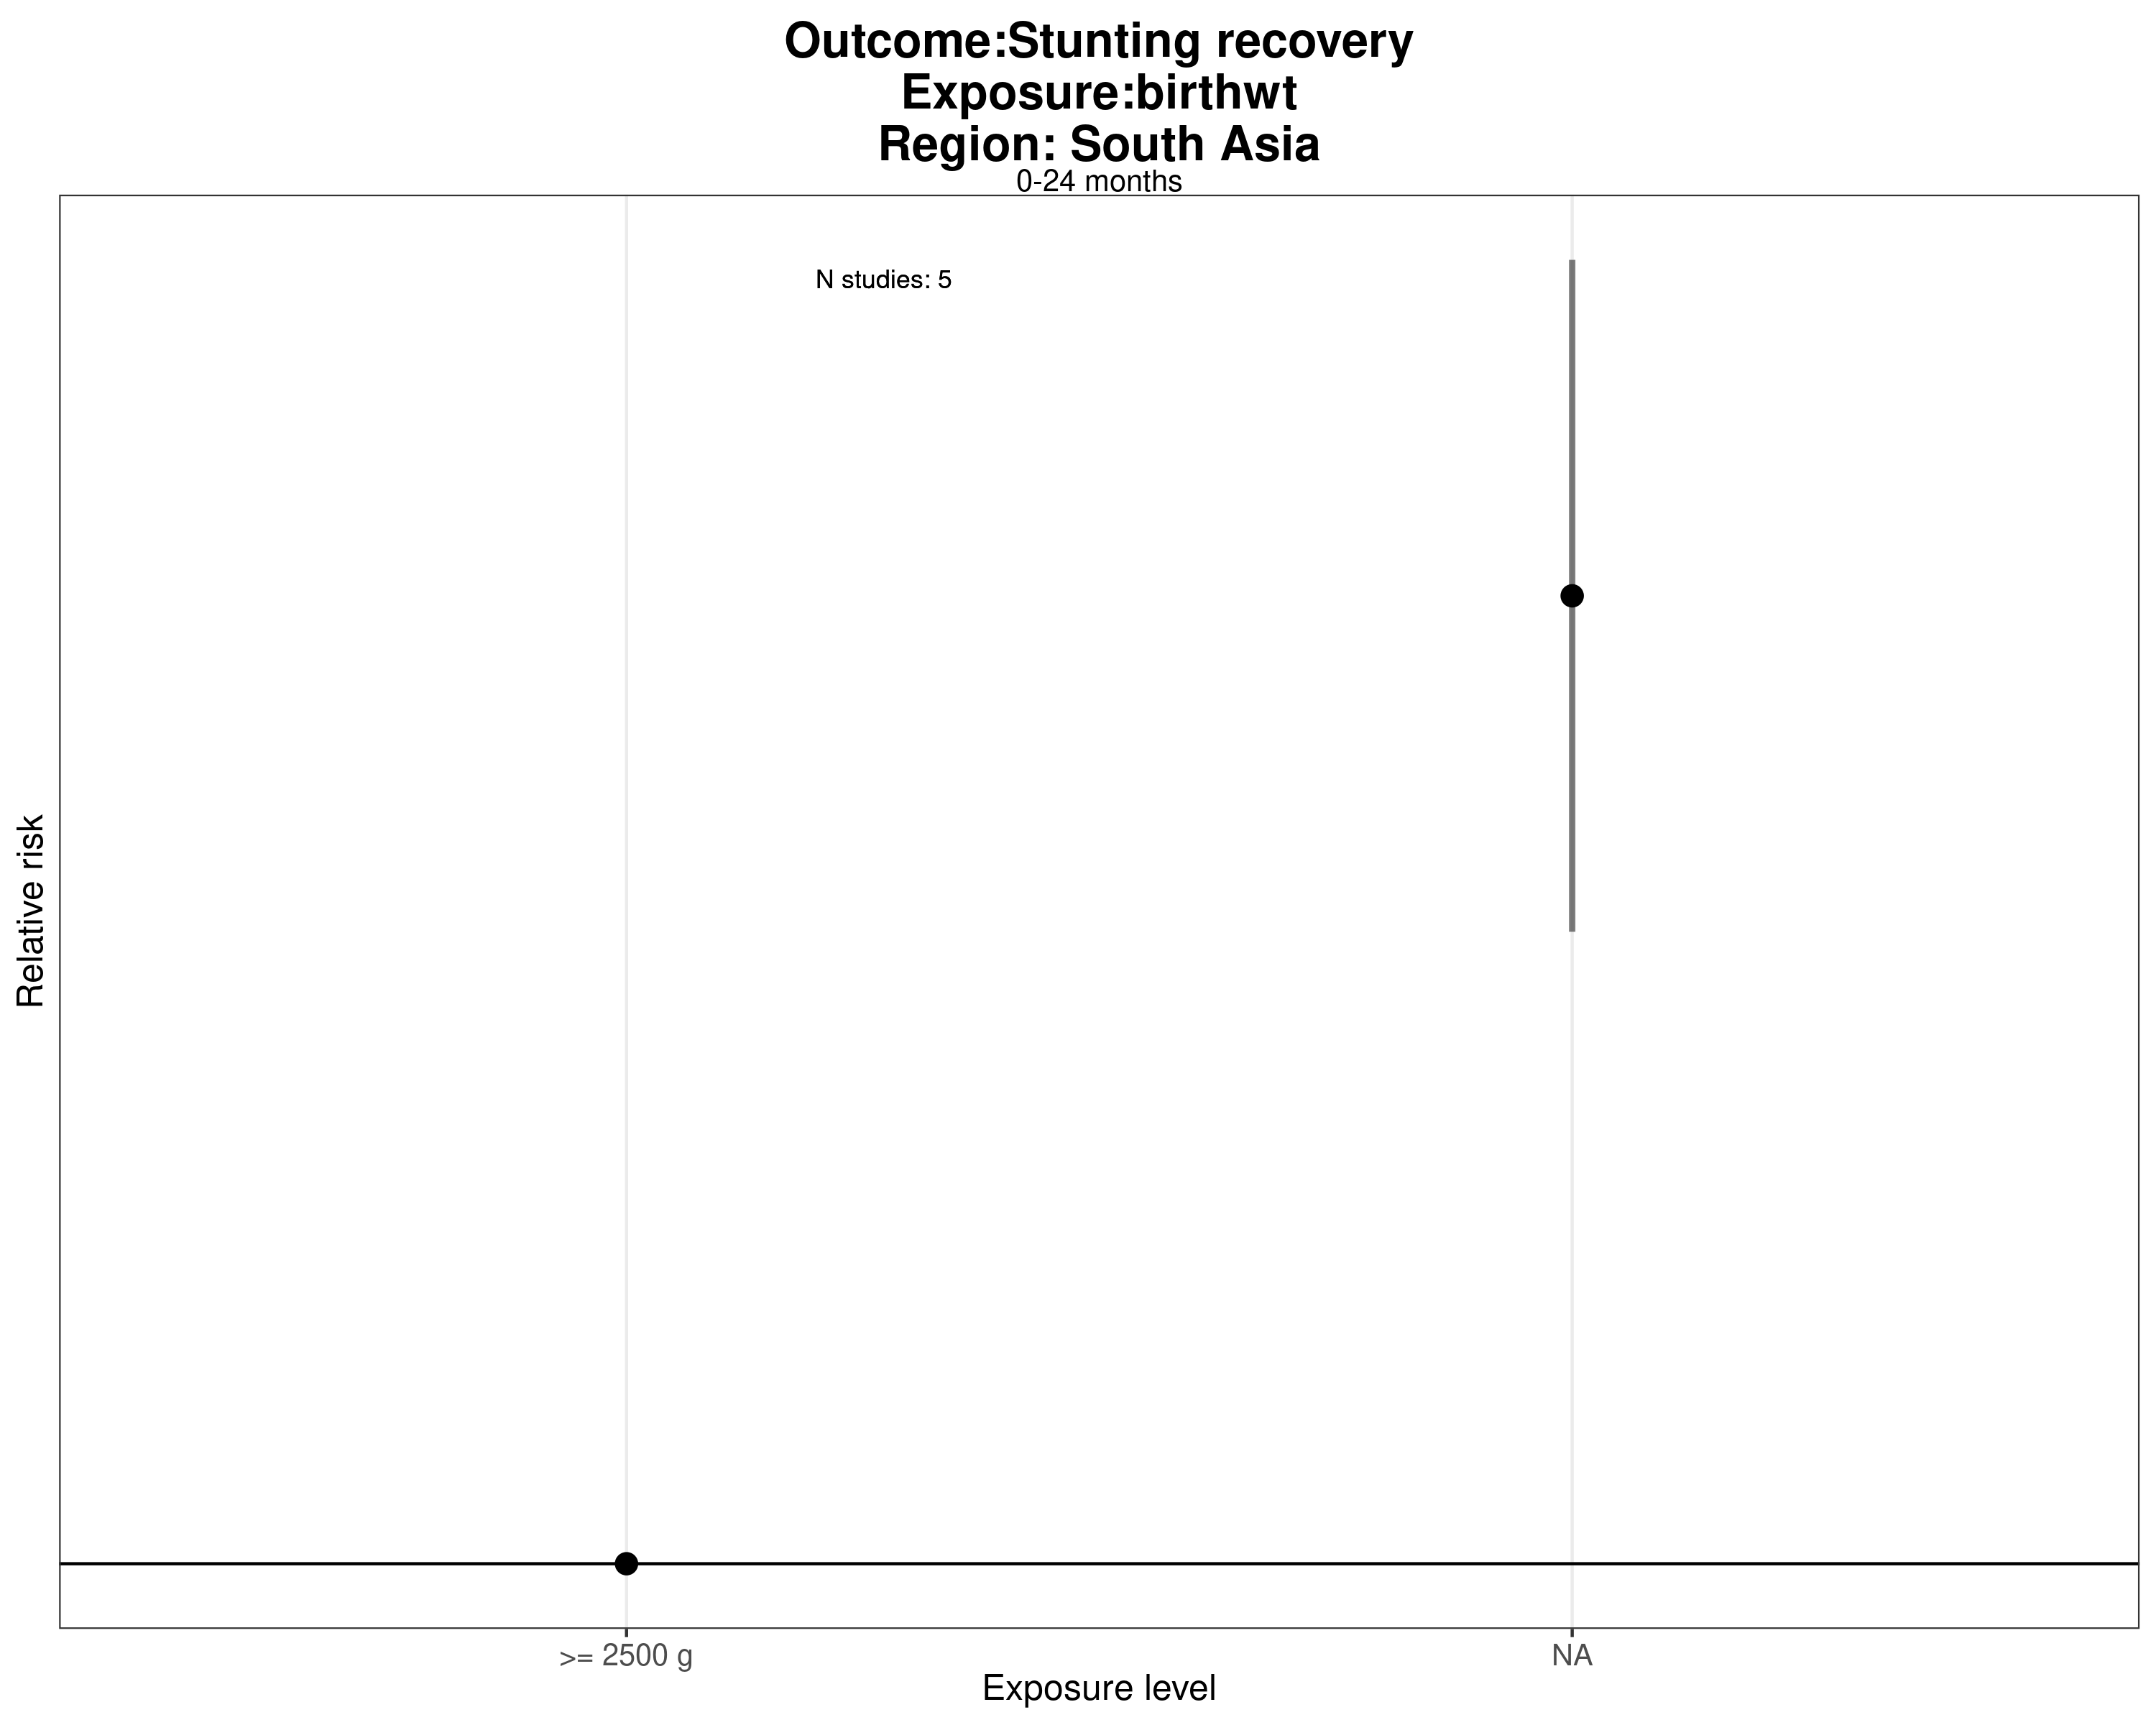 Outcome:Stunting recovery
Exposure:birthwt
Region: South Asia
0-24 months
N studies: 5
Relative risk
>= 2500 g
NA
Exposure level